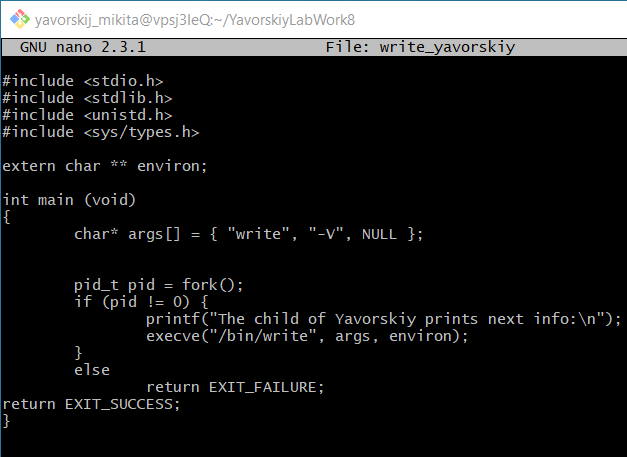 yavorskij_mikita@vpsj3IeQ:~/YavorskiyLabWork8
GNU nano 2.3.1 File: write_yavorskiy
#include <stdio.h>
#include <stdlib.h>
#include <unistd.h>
#include <sys/types.h>
extern char ** environ;
int main (void)
{
char* args[] = { "write", "-V", NULL };
pid_t pid = fork();
if (pid != 0) {
printf("The child of Yavorskiy prints next info:\n");
execve("/bin/write", args, environ);
}
else
return EXIT_FAILURE;
return EXIT_SUCCESS;
}